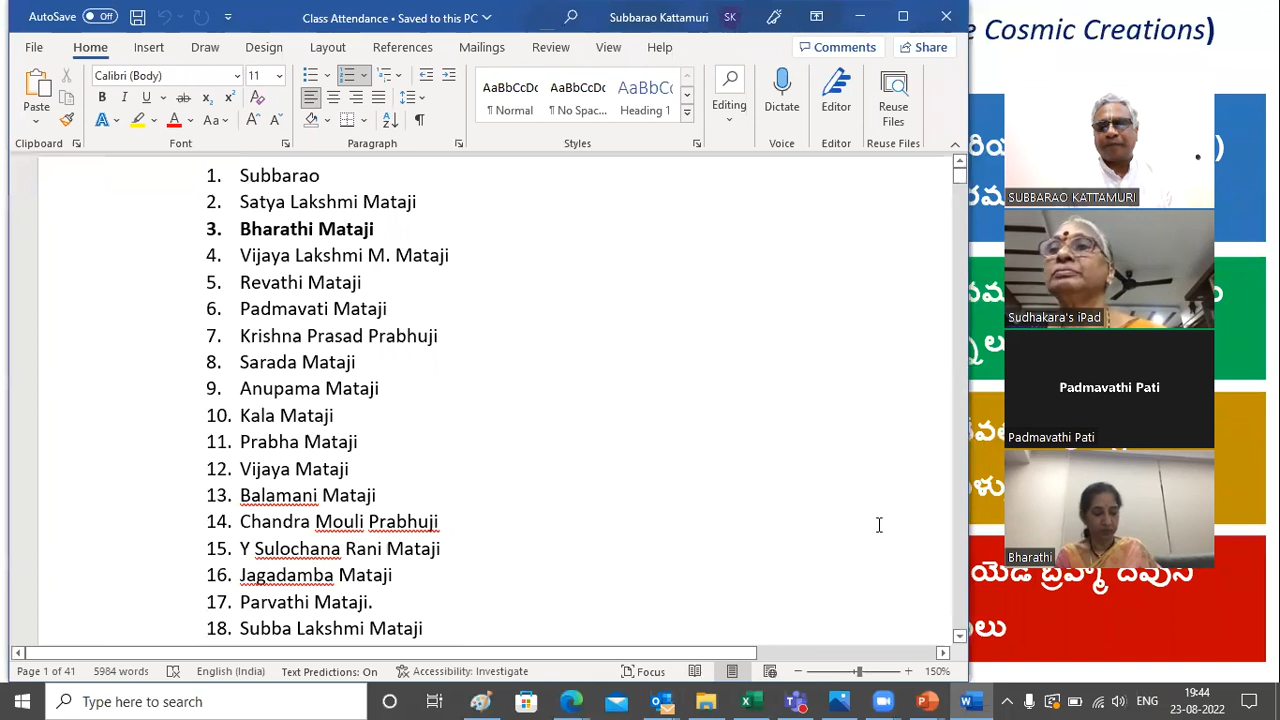 AutoSave Off
Class Attendance • Saved to this PC
Subbarao Kattamuri SK
e Cosmic Creations)
File Home Insert Draw Design Layout References Mailings Review View Help Comments Share
Calibri (Body) 11
Paste
AaBbCcDc AaBbCcDc AaBbCc
¶ Normal ¶ No Spac... Heading 1
Editing Dictate Editor Reuse Files
Clipboard Font Paragraph Styles Voice Editor Reuse Files
1. Subbarao
2. Satya Lakshmi Mataji
3. Bharathi Mataji
4. Vijaya Lakshmi M. Mataji
5. Revathi Mataji
6. Padmavati Mataji
7. Krishna Prasad Prabhuji
8. Sarada Mataji
9. Anupama Mataji
10. Kala Mataji
11. Prabha Mataji
12. Vijaya Mataji
13. Balamani Mataji
14. Chandra Mouli Prabhuji
15. Y Sulochana Rani Mataji
16. Jagadamba Mataji
17. Parvathi Mataji.
18. Subba Lakshmi Mataji
SUBBARAO KATTAMURI
Sudhakara's iPad
Padmavathi Pati
Padmavathi Pati
Bharathi
యెడ బ్రహ్మ దేవుని
Page 1 of 41 5984 words English (India) Text Predictions: On Accessibility: Investigate Focus 150%
Type here to search
ENG
19:44
23-08-2022